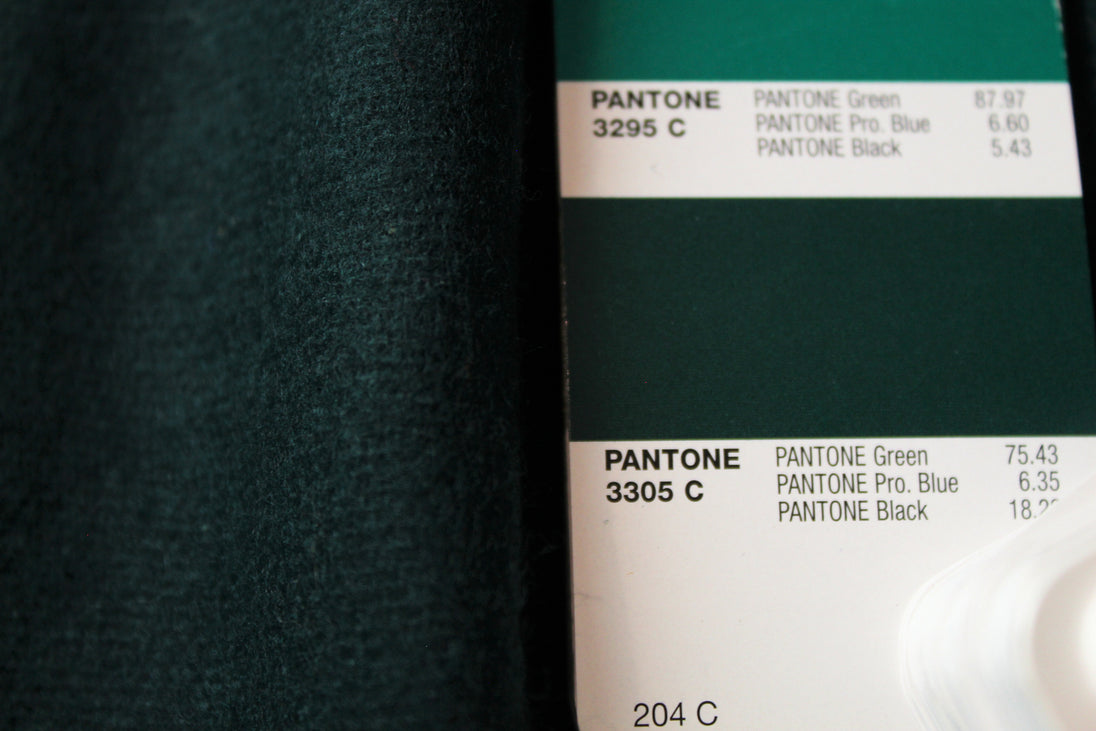 PANTONE
3295 C
PANTONE Green 87.97
PANTONE Pro. Blue 6.60
PANTONE Black 5.43
PANTONE
3305 C
PANTONE Green 75.43
PANTONE Pro. Blue 6.35
PANTONE Black
204 C